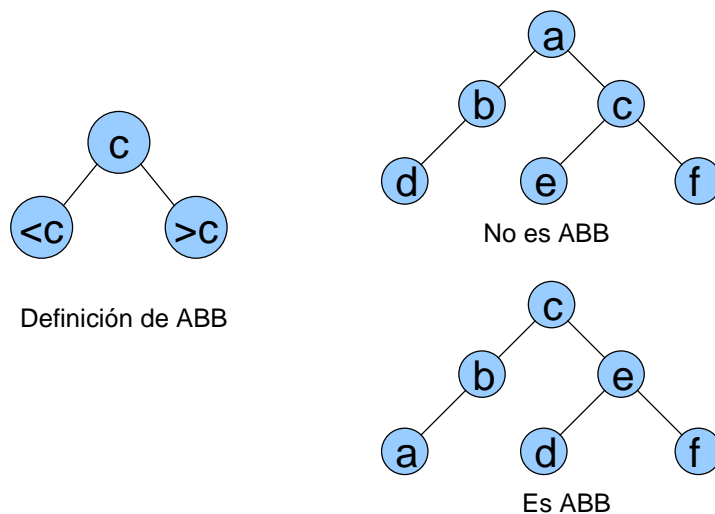 c
<c >c
Definición de ABB
a
b c
d e f
No es ABB
c
b e
a d f
Es ABB